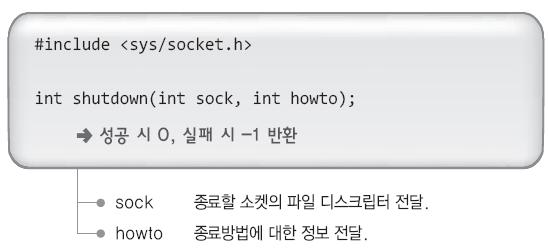 #include <sys/socket.h>
int shutdown(int sock, int howto);
➜ 성공 시 0, 실패 시 -1 반환
sock 종료할 소켓의 파일 디스크립터 전달.
howto 종료방법에 대한 정보 전달.